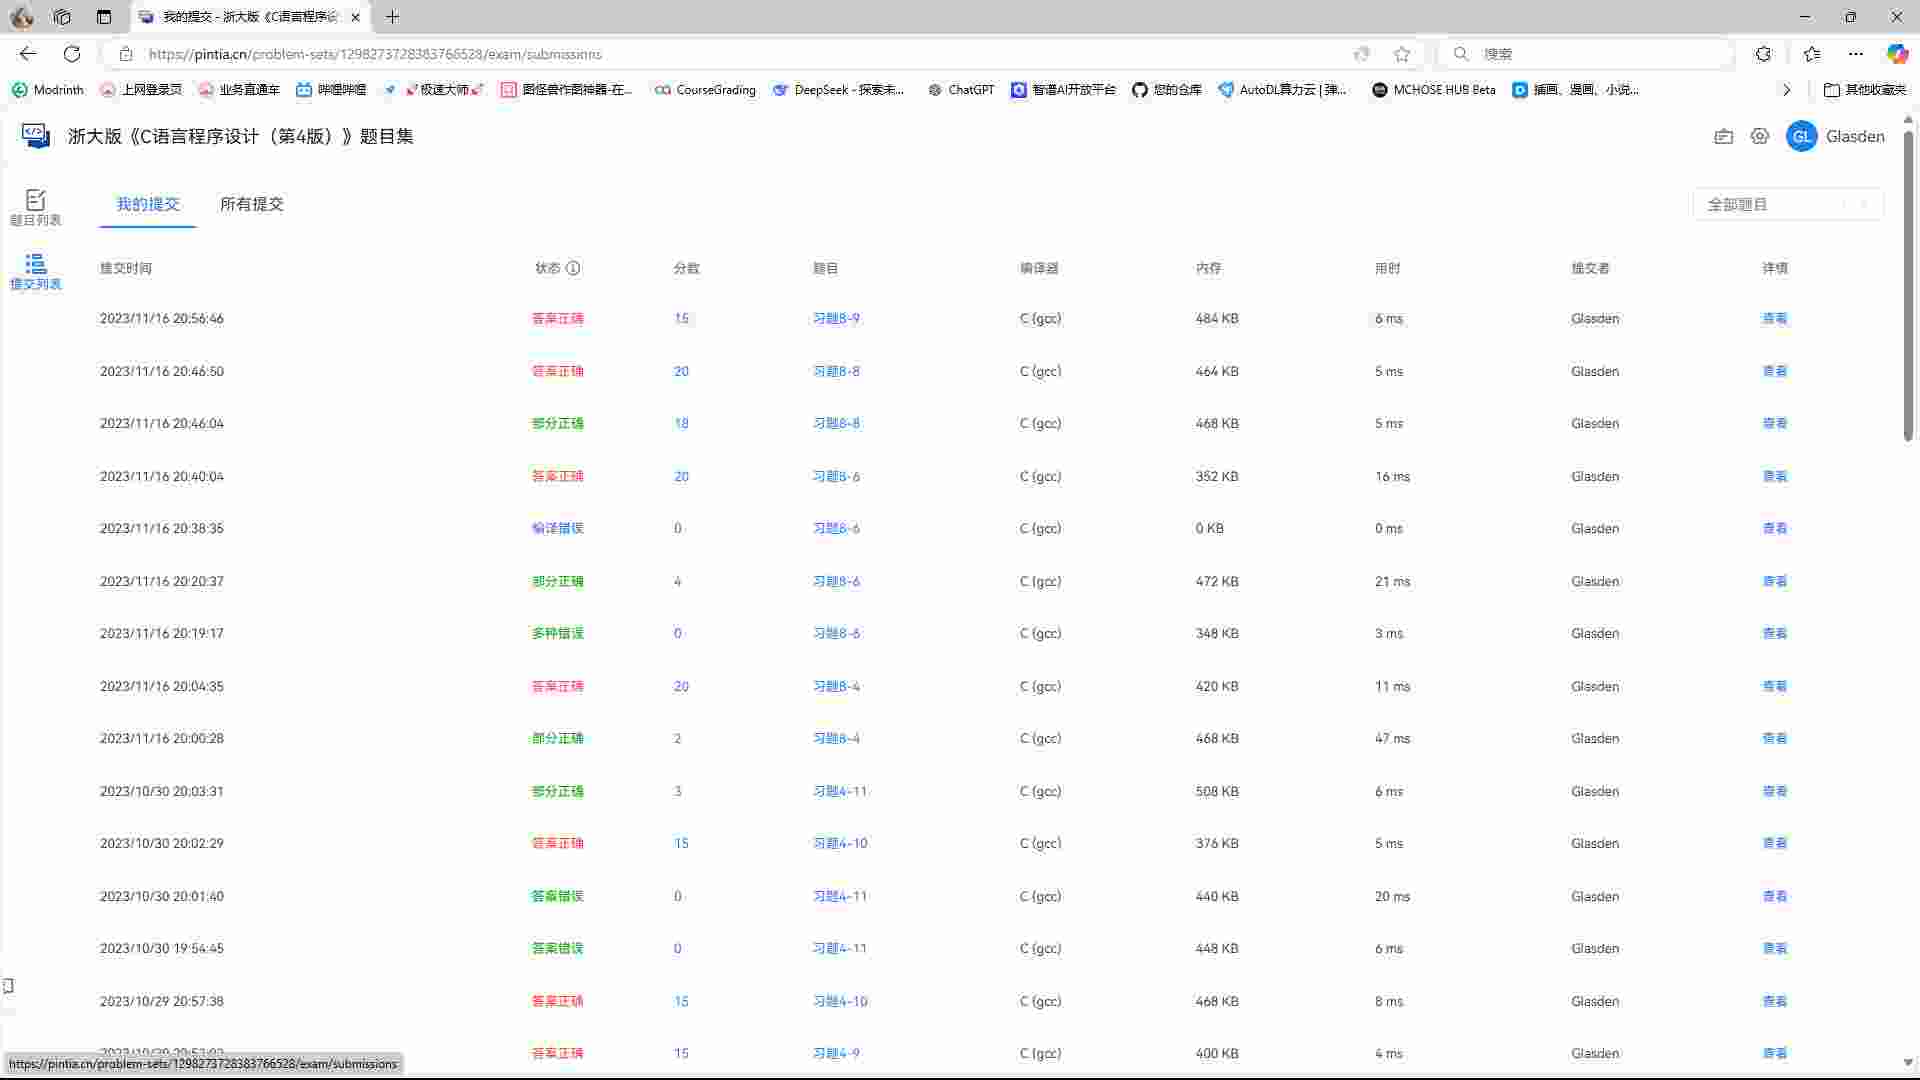 我的提交 - 浙大版《C语言程序设
https://pintia.cn/problem-sets/1298273728383766528/exam/submissions
搜索
Modrinth 上网登录页 业务直通车 哔哩哔哩 🚀极速大师🚀 图怪兽作图神器-在... CourseGrading DeepSeek - 探索未... ChatGPT 智谱AI开放平台 您的仓库 AutoDL算力云 | 弹... MCHOSE HUB Beta 插画、漫画、小说... 其他收藏夹
浙大版《C语言程序设计（第4版）》题目集
GL Glasden
题目列表
提交列表
我的提交 所有提交
全部题目
提交时间 状态 分数 题目 编译器 内存 用时 提交者 详情
2023/11/16 20:56:46 答案正确 15 习题8-9 C (gcc) 484 KB 6 ms Glasden 查看
2023/11/16 20:46:50 答案正确 20 习题8-8 C (gcc) 464 KB 5 ms Glasden 查看
2023/11/16 20:46:04 部分正确 18 习题8-8 C (gcc) 468 KB 5 ms Glasden 查看
2023/11/16 20:40:04 答案正确 20 习题8-6 C (gcc) 352 KB 16 ms Glasden 查看
2023/11/16 20:38:35 编译错误 0 习题8-6 C (gcc) 0 KB 0 ms Glasden 查看
2023/11/16 20:20:37 部分正确 4 习题8-6 C (gcc) 472 KB 21 ms Glasden 查看
2023/11/16 20:19:17 多种错误 0 习题8-6 C (gcc) 348 KB 3 ms Glasden 查看
2023/11/16 20:04:35 答案正确 20 习题8-4 C (gcc) 420 KB 11 ms Glasden 查看
2023/11/16 20:00:28 部分正确 2 习题8-4 C (gcc) 468 KB 47 ms Glasden 查看
2023/10/30 20:03:31 部分正确 3 习题4-11 C (gcc) 508 KB 6 ms Glasden 查看
2023/10/30 20:02:29 答案正确 15 习题4-10 C (gcc) 376 KB 5 ms Glasden 查看
2023/10/30 20:01:40 答案错误 0 习题4-11 C (gcc) 440 KB 20 ms Glasden 查看
2023/10/30 19:54:45 答案错误 0 习题4-11 C (gcc) 448 KB 6 ms Glasden 查看
2023/10/29 20:57:38 答案正确 15 习题4-10 C (gcc) 468 KB 8 ms Glasden 查看
答案正确 15 习题4-9 C (gcc) 400 KB 4 ms Glasden 查看
https://pintia.cn/problem-sets/1298273728383766528/exam/submissions